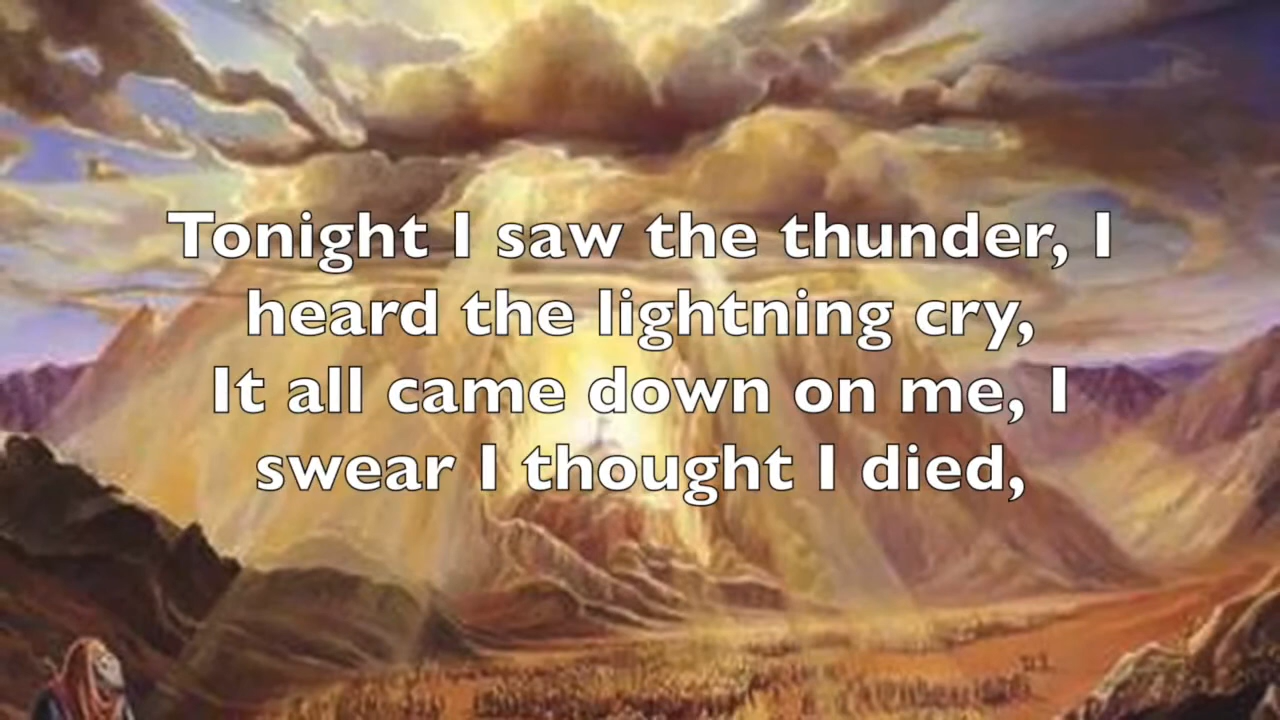 Tonight I saw the thunder, I
heard the lightning cry,
It all came down on me, I
swear I thought I died,